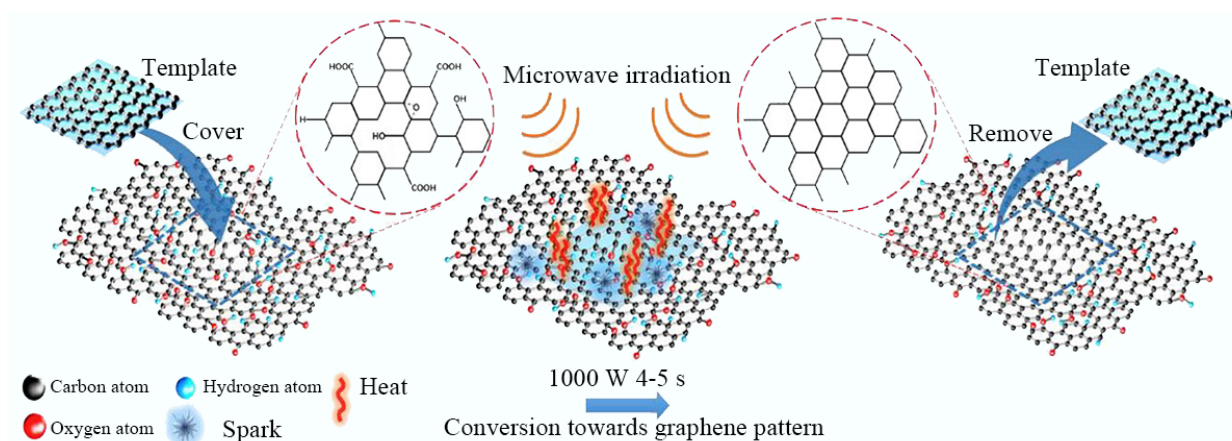 Template
Cover
HOOC
COOH
OH
O
H
HO
COOH
Microwave irradiation
Template
Remove
Carbon atom
Hydrogen atom
Heat
Oxygen atom
Spark
1000 W 4-5 s
Conversion towards graphene pattern